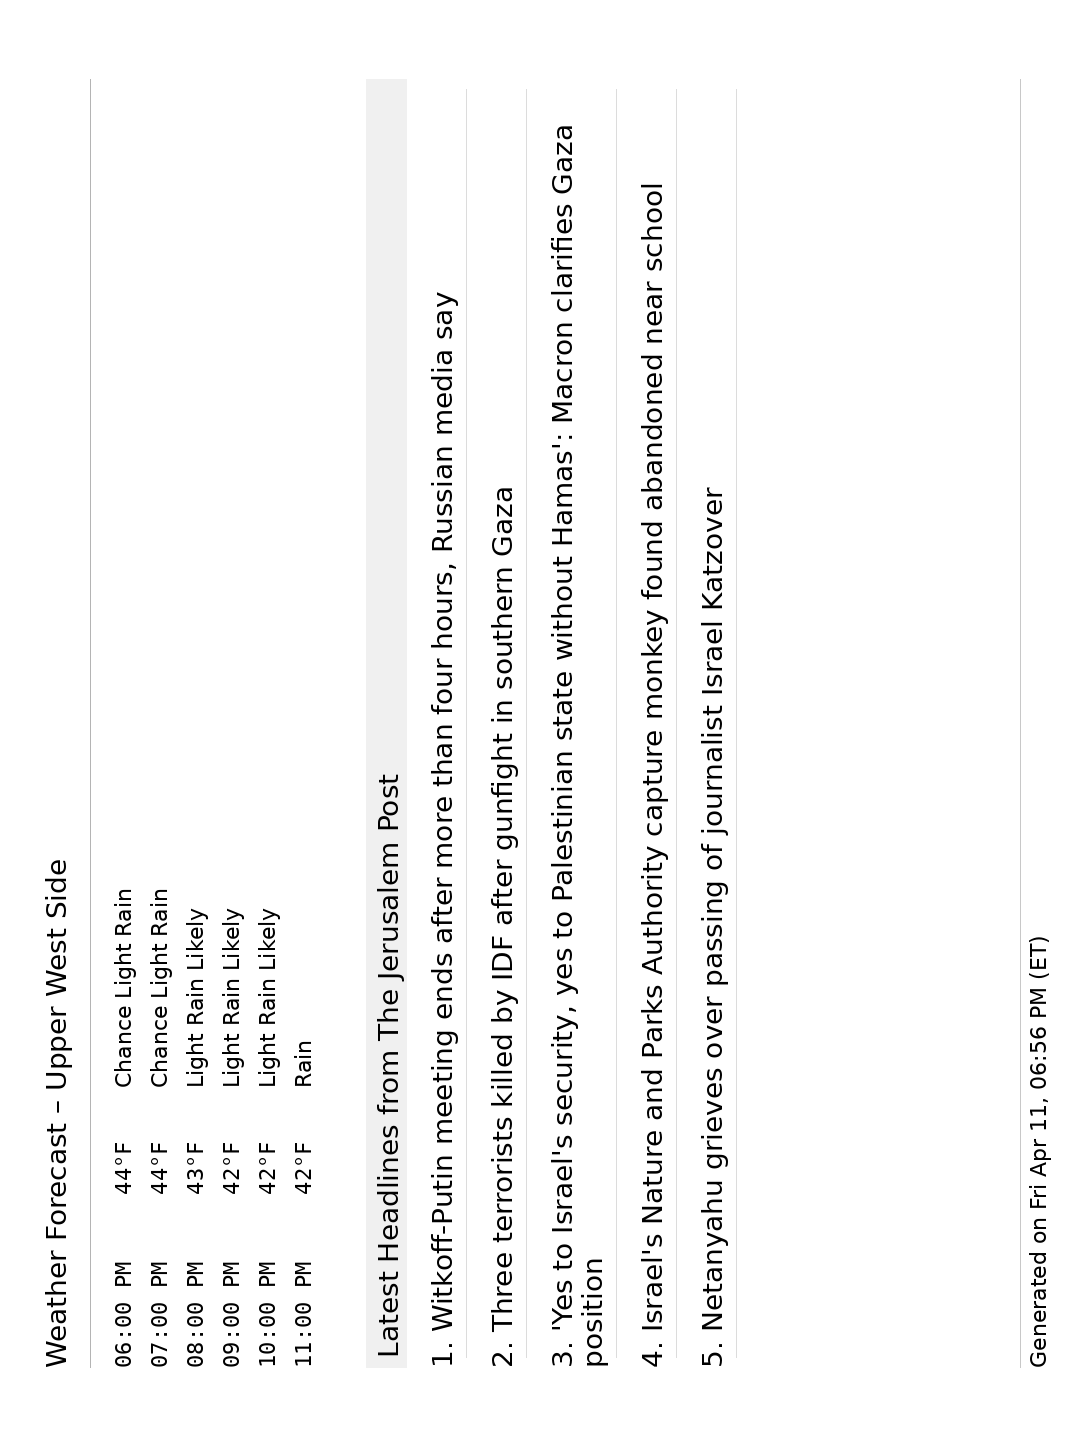 Weather Forecast – Upper West Side
06:00 PM 44°F Chance Light Rain
07:00 PM 44°F Chance Light Rain
08:00 PM 43°F Light Rain Likely
09:00 PM 42°F Light Rain Likely
10:00 PM 42°F Light Rain Likely
11:00 PM 42°F Rain
Latest Headlines from The Jerusalem Post
1. Witkoff-Putin meeting ends after more than four hours, Russian media say
2. Three terrorists killed by IDF after gunfight in southern Gaza
3. 'Yes to Israel's security, yes to Palestinian state without Hamas': Macron clarifies Gaza
position
4. Israel's Nature and Parks Authority capture monkey found abandoned near school
5. Netanyahu grieves over passing of journalist Israel Katzover
Generated on Fri Apr 11, 06:56 PM (ET)